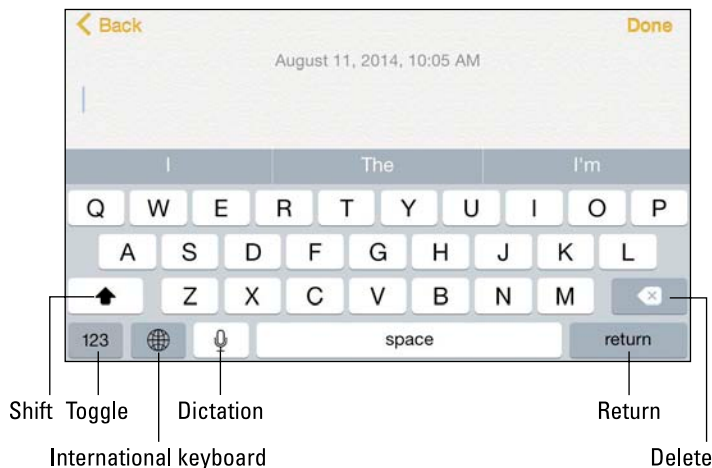 Back Done
August 11, 2014, 10:05 AM
I The I'm
Q W E R T Y U I O P
A S D F G H J K L
Z X C V B N M
123 space return
Shift Toggle Dictation Return
International keyboard Delete